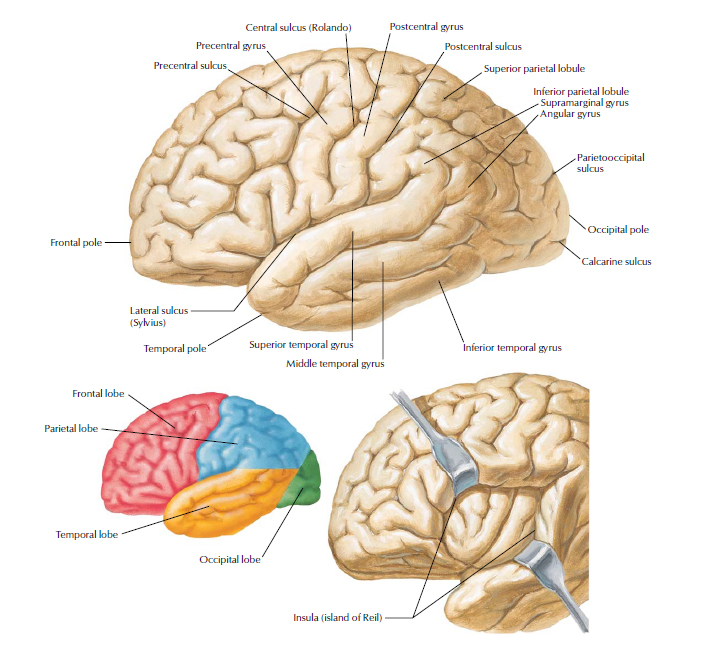 Central sulcus (Rolando)
Postcentral gyrus
Precentral gyrus
Postcentral sulcus
Precentral sulcus
Superior parietal lobule
Inferior parietal lobule
Supramarginal gyrus
Angular gyrus
Parietooccipital
sulcus
Occipital pole
Frontal pole
Calcarine sulcus
Lateral sulcus
(Sylvius)
Temporal pole
Superior temporal gyrus
Inferior temporal gyrus
Middle temporal gyrus
Frontal lobe
Parietal lobe
Temporal lobe
Occipital lobe
Insula (island of Reil)